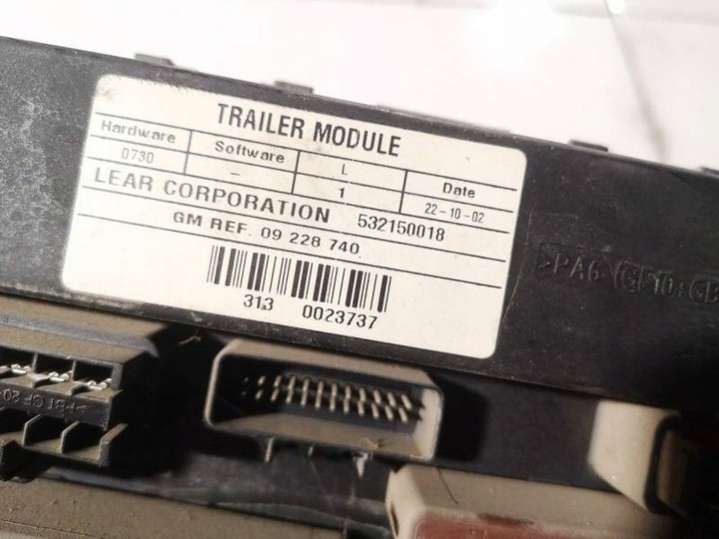 TRAILER MODULE
Hardware Software L Date
0730 – 1 22-10-02
LEAR CORPORATION 532150018
GM REF. 09 228 740
313 0023737
>PA6-